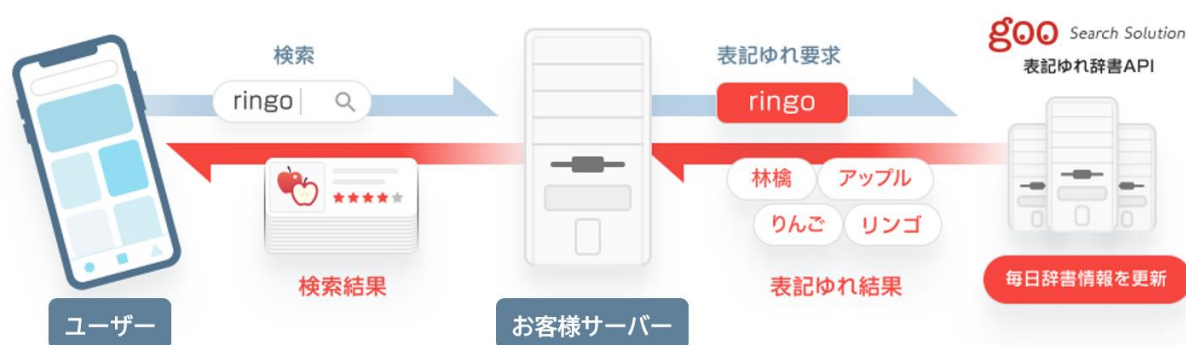 検索
ringo
検索結果
ユーザー
お客様サーバー
表記ゆれ要求
ringo
林檎
アップル
りんご
リンゴ
表記ゆれ結果
goo Search Solution
表記ゆれ辞書API
毎日辞書情報を更新